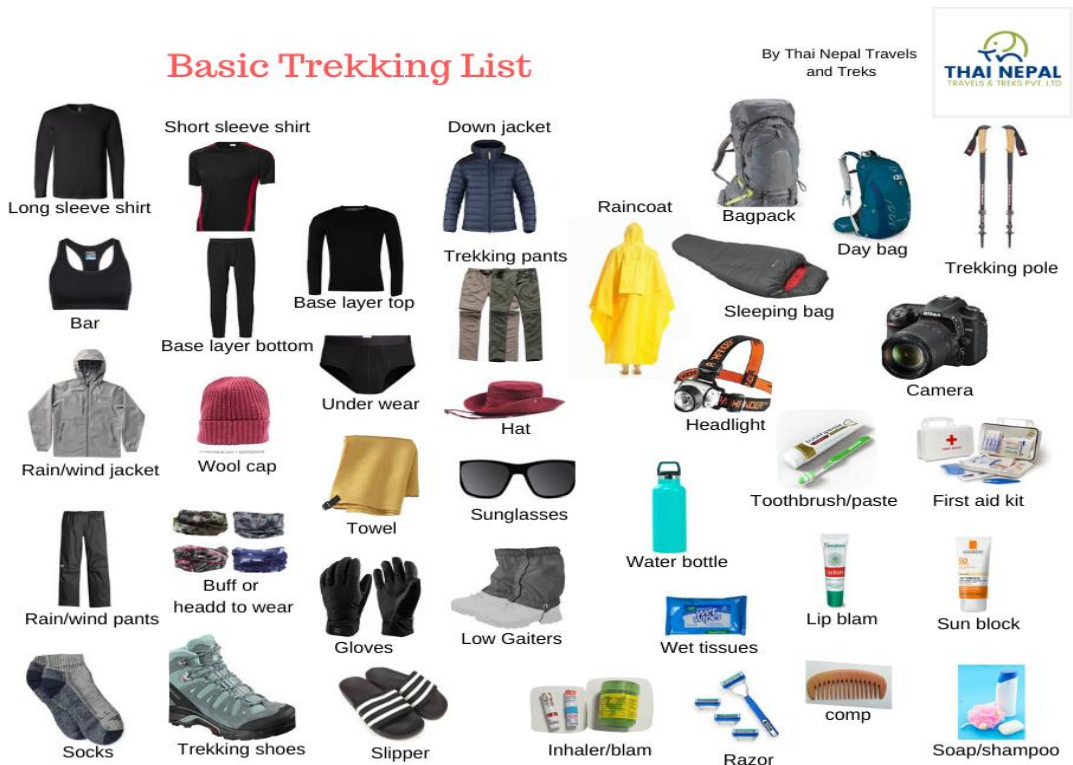 Basic Trekking List
By Thai Nepal Travels
and Treks
THAI NEPAL
TRAVELS & TREKS PVT. LTD
Long sleeve shirt
Short sleeve shirt
Down jacket
Raincoat
Bagpack
Day bag
Trekking pole
Bar
Base layer top
Trekking pants
Sleeping bag
Base layer bottom
Under wear
Nikon
Camera
Rain/wind jacket
Wool cap
Hat
Headlight
Towel
Sunglasses
Toothbrush/paste
First aid kit
Water bottle
Rain/wind pants
Buff or
headd to wear
Gloves
Low Gaiters
Wet tissues
Lip blam
50
Sun block
Socks
Trekking shoes
Slipper
Inhaler/blam
Razor
comp
Soap/shampoo